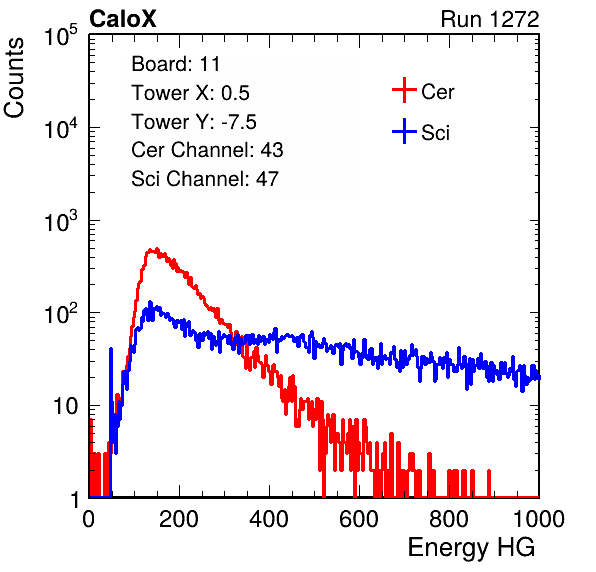 CaloX Run 1272
Counts
Board: 11
Tower X: 0.5
Tower Y: -7.5
Cer Channel: 43
Sci Channel: 47
Cer
Sci
10^5
10^4
10^3
10^2
10
1
0 200 400 600 800 1000
Energy HG